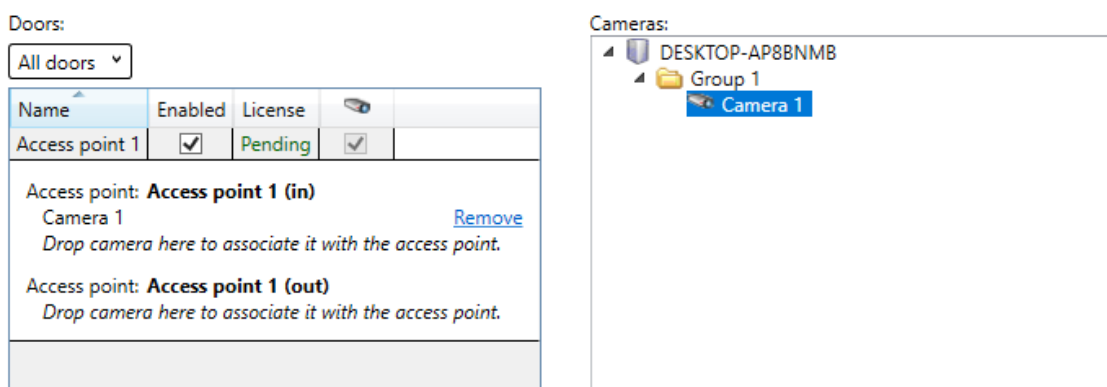 Doors:
All doors
Name Enabled License
Access point 1 Pending
Access point: Access point 1 (in)
Camera 1 Remove
Drop camera here to associate it with the access point.
Access point: Access point 1 (out)
Drop camera here to associate it with the access point.
Cameras:
DESKTOP-AP8BNMB
Group 1
Camera 1